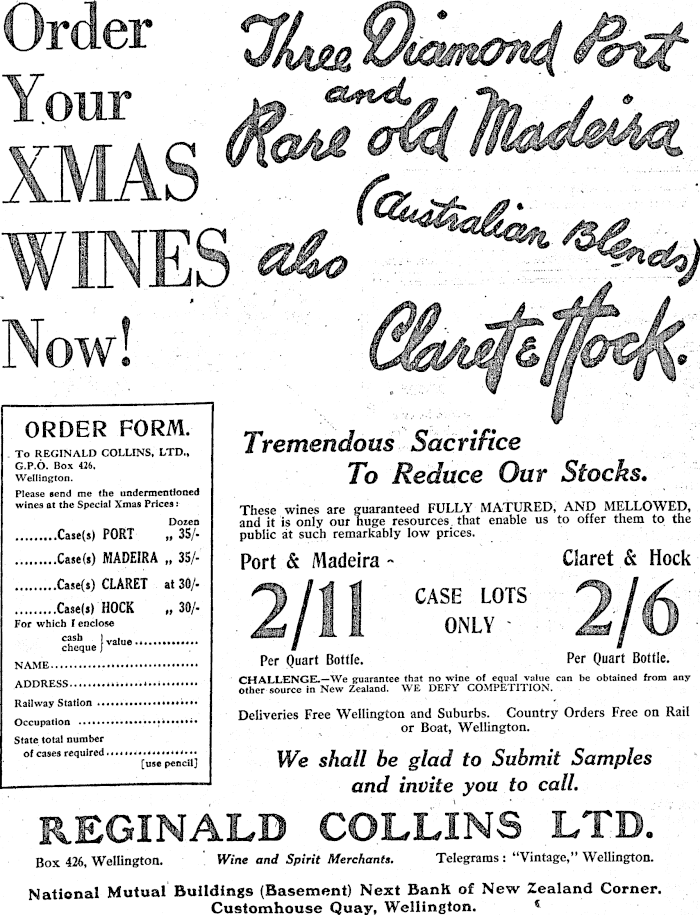 Order
Your
XMAS
WINES
Now!
Three Diamond Port
and
Rare old Madeira
(Australian Blends)
also
Claret & Hock.
ORDER FORM.
To REGINALD COLLINS, LTD.,
G.P.O. Box 426,
Wellington.
Please send me the undermentioned
wines at the Special Xmas Prices:
Dozen
.........Case(s) PORT „ 35/-
.........Case(s) MADEIRA „ 35/-
.........Case(s) CLARET at 30/-
.........Case(s) HOCK „ 30/-
For which I enclose
cash
cheque } value ..............
NAME................................
ADDRESS............................
Railway Station ......................
Occupation ..........................
State total number
of cases required....................
[use pencil]
Tremendous Sacrifice
To Reduce Our Stocks.
These wines are guaranteed FULLY MATURED, AND MELLOWED,
and it is only our huge resources that enable us to offer them to the
public at such remarkably low prices.
Port & Madeira
2/11
Per Quart Bottle.
CASE LOTS
ONLY
Claret & Hock
2/6
Per Quart Bottle.
CHALLENGE.—We guarantee that no wine of equal value can be obtained from any
other source in New Zealand. WE DEFY COMPETITION.
Deliveries Free Wellington and Suburbs. Country Orders Free on Rail
or Boat, Wellington.
We shall be glad to Submit Samples
and invite you to call.
REGINALD COLLINS LTD.
Box 426, Wellington. Wine and Spirit Merchants. Telegrams: "Vintage," Wellington.
National Mutual Buildings (Basement) Next Bank of New Zealand Corner.
Customhouse Quay, Wellington.